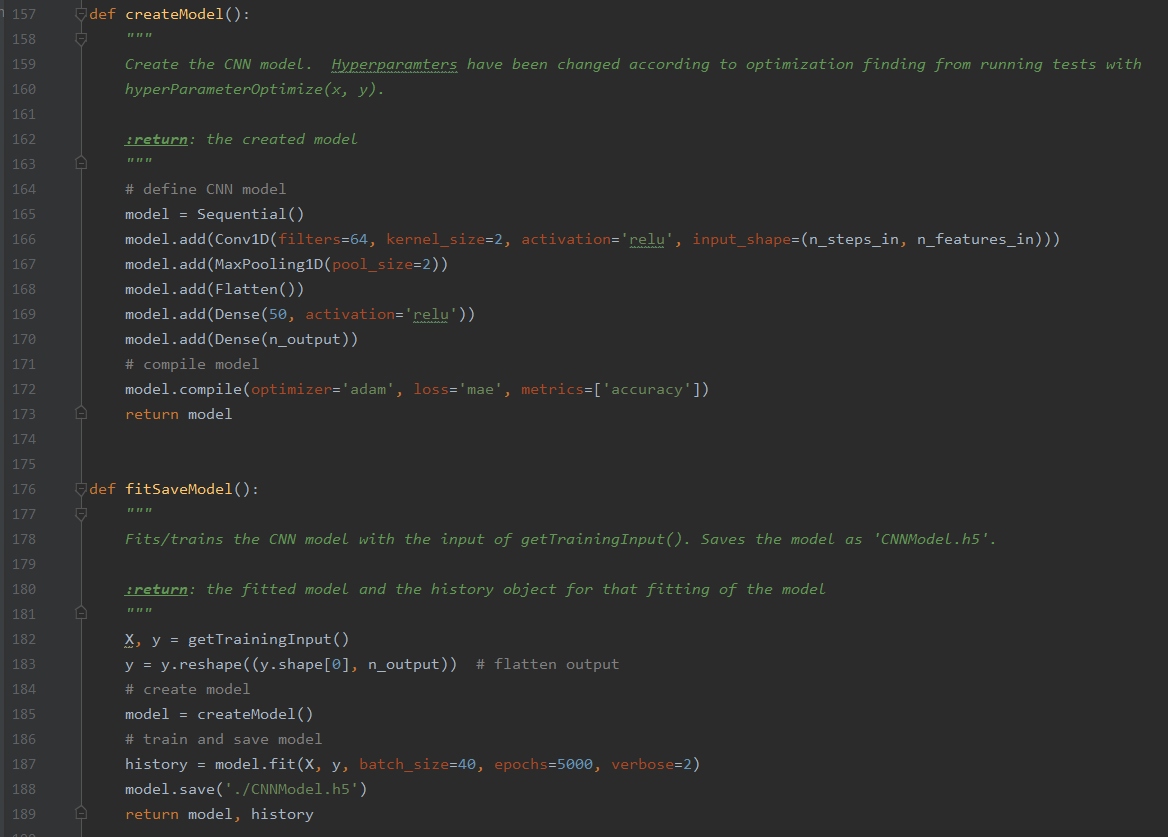 157 def createModel():
158     """
159     Create the CNN model.  Hyperparamters have been changed according to optimization finding from running tests with
160     hyperParameterOptimize(x, y).
161
162     :return: the created model
163     """
164     # define CNN model
165     model = Sequential()
166     model.add(Conv1D(filters=64, kernel_size=2, activation='relu', input_shape=(n_steps_in, n_features_in)))
167     model.add(MaxPooling1D(pool_size=2))
168     model.add(Flatten())
169     model.add(Dense(50, activation='relu'))
170     model.add(Dense(n_output))
171     # compile model
172     model.compile(optimizer='adam', loss='mae', metrics=['accuracy'])
173     return model
174
175
176 def fitSaveModel():
177     """
178     Fits/trains the CNN model with the input of getTrainingInput(). Saves the model as 'CNNModel.h5'.
179
180     :return: the fitted model and the history object for that fitting of the model
181     """
182     X, y = getTrainingInput()
183     y = y.reshape((y.shape[0], n_output))  # flatten output
184     # create model
185     model = createModel()
186     # train and save model
187     history = model.fit(X, y, batch_size=40, epochs=5000, verbose=2)
188     model.save('./CNNModel.h5')
189     return model, history